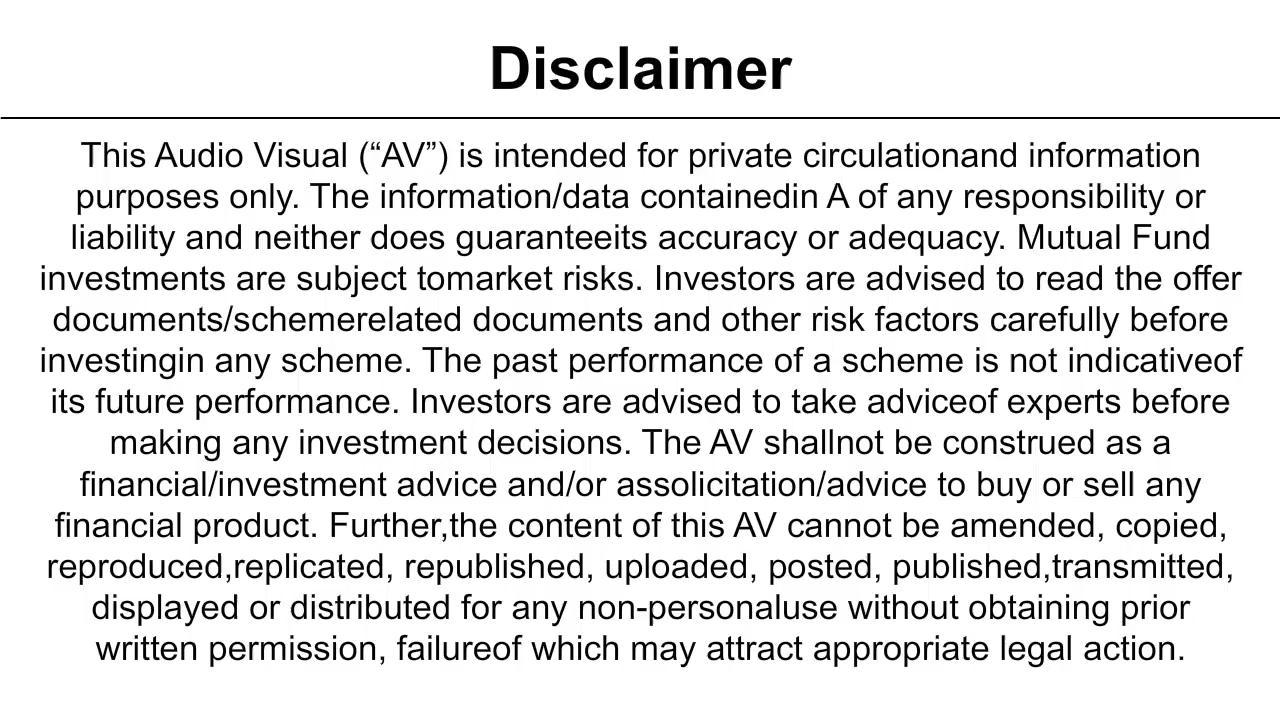 Disclaimer
This Audio Visual (“AV”) is intended for private circulationand information
purposes only. The information/data containedin A of any responsibility or
liability and neither does guaranteeits accuracy or adequacy. Mutual Fund
investments are subject tomarket risks. Investors are advised to read the offer
documents/schemerelated documents and other risk factors carefully before
investingin any scheme. The past performance of a scheme is not indicativeof
its future performance. Investors are advised to take adviceof experts before
making any investment decisions. The AV shallnot be construed as a
financial/investment advice and/or assolicitation/advice to buy or sell any
financial product. Further,the content of this AV cannot be amended, copied,
reproduced,replicated, republished, uploaded, posted, published,transmitted,
displayed or distributed for any non-personaluse without obtaining prior
written permission, failureof which may attract appropriate legal action.